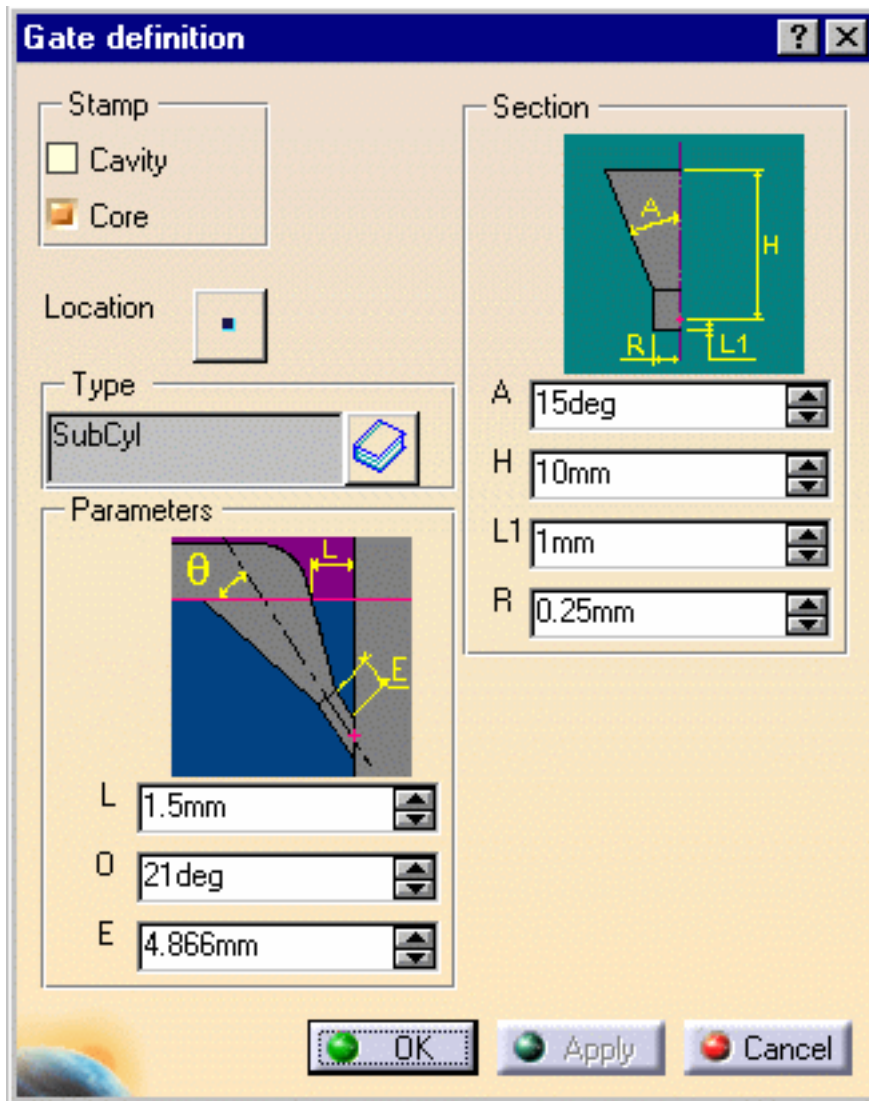 Gate definition
?
Stamp
Cavity
Core
Location
Type
SubCyl
Parameters
θ
L
E
L
1.5mm
O
21deg
E
4.866mm
Section
A
H
R
L1
A
15deg
H
10mm
L1
1mm
R
0.25mm
OK
Apply
Cancel